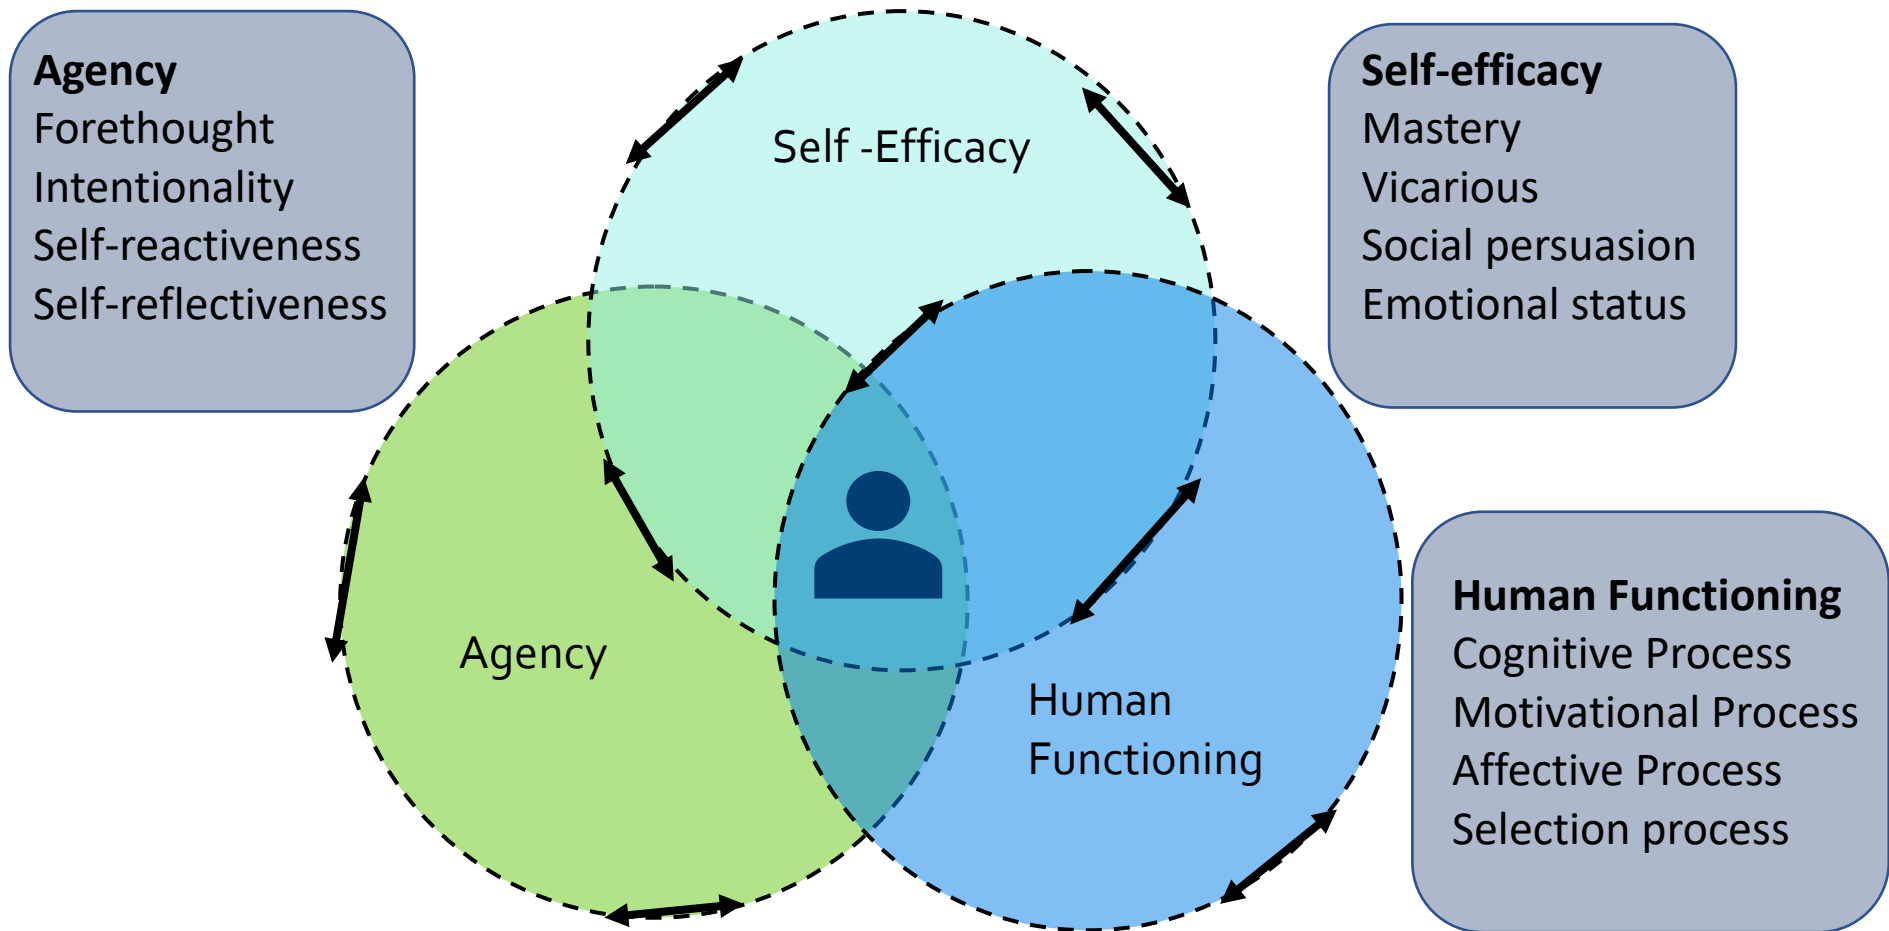 Agency
Forethought
Intentionality
Self-reactiveness
Self-reflectiveness
Self -Efficacy
Self-efficacy
Mastery
Vicarious
Social persuasion
Emotional status
Agency
Human
Functioning
Human Functioning
Cognitive Process
Motivational Process
Affective Process
Selection process